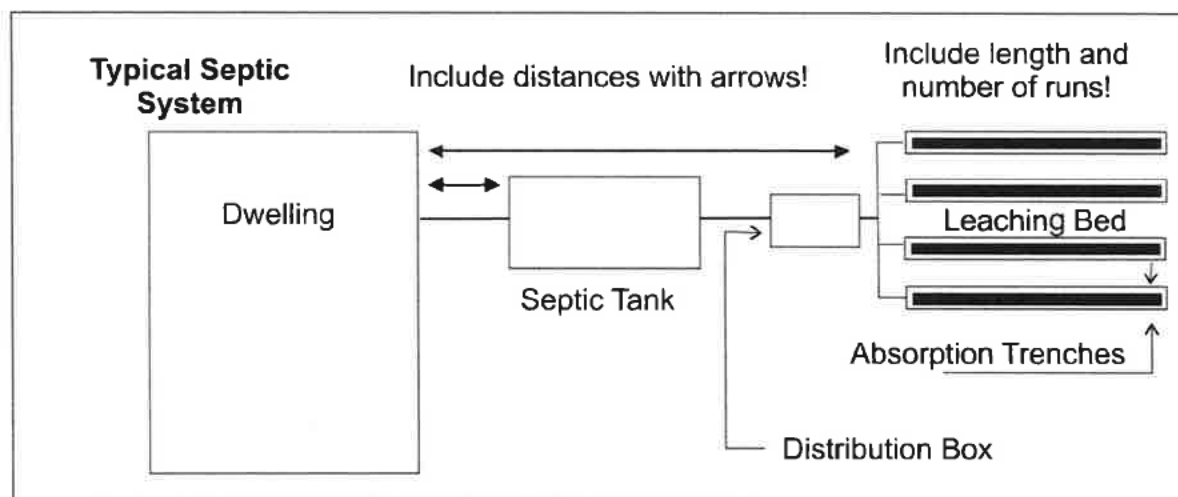 Typical Septic
System
Include distances with arrows!
Include length and
number of runs!
Dwelling
Leaching Bed
Septic Tank
Absorption Trenches
Distribution Box